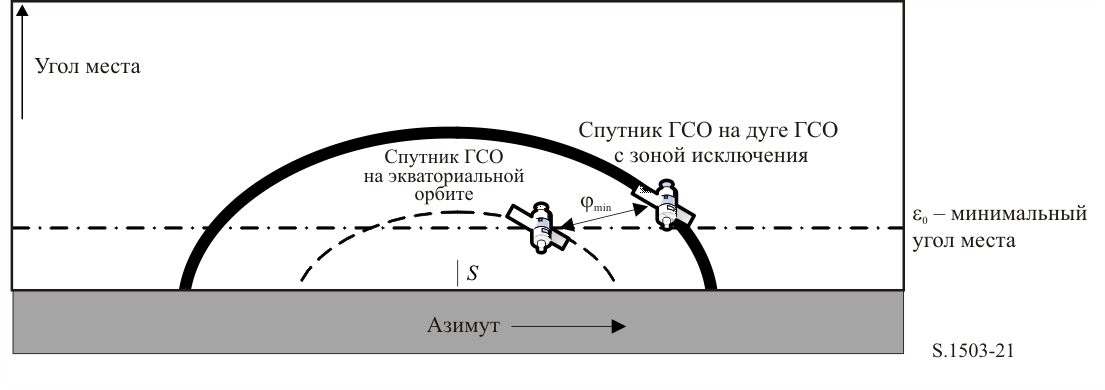 Угол места
Спутник ГСО на дуге ГСО
с зоной исключения
Спутник ГСО
на экваториальной
орбите
φmin
ε0 – минимальный
угол места
S
Азимут
S.1503-21